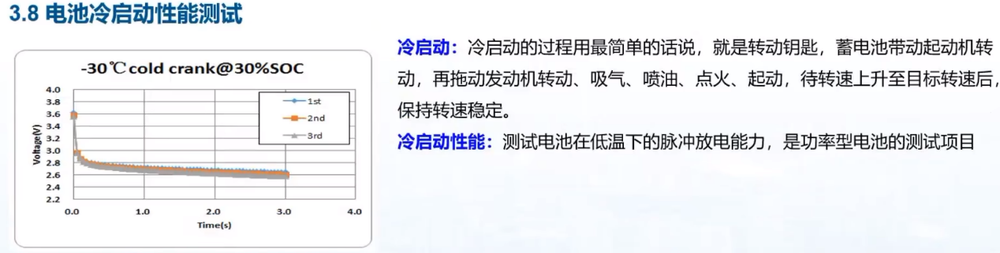 3.8 电池冷启动性能测试
-30℃cold crank@30%SOC
4.0
3.8
3.6
3.4
3.2
3.0
2.8
2.6
2.4
2.2
Voltage(V)
1st
2nd
3rd
0.0 1.0 2.0 3.0 4.0
Time(s)
冷启动：冷启动的过程用最简单的话说，就是转动钥匙，蓄电池带动起动机转
动，再拖动发动机转动、吸气、喷油、点火、起动，待转速上升至目标转速后，
保持转速稳定。
冷启动性能：测试电池在低温下的脉冲放电能力，是功率型电池的测试项目